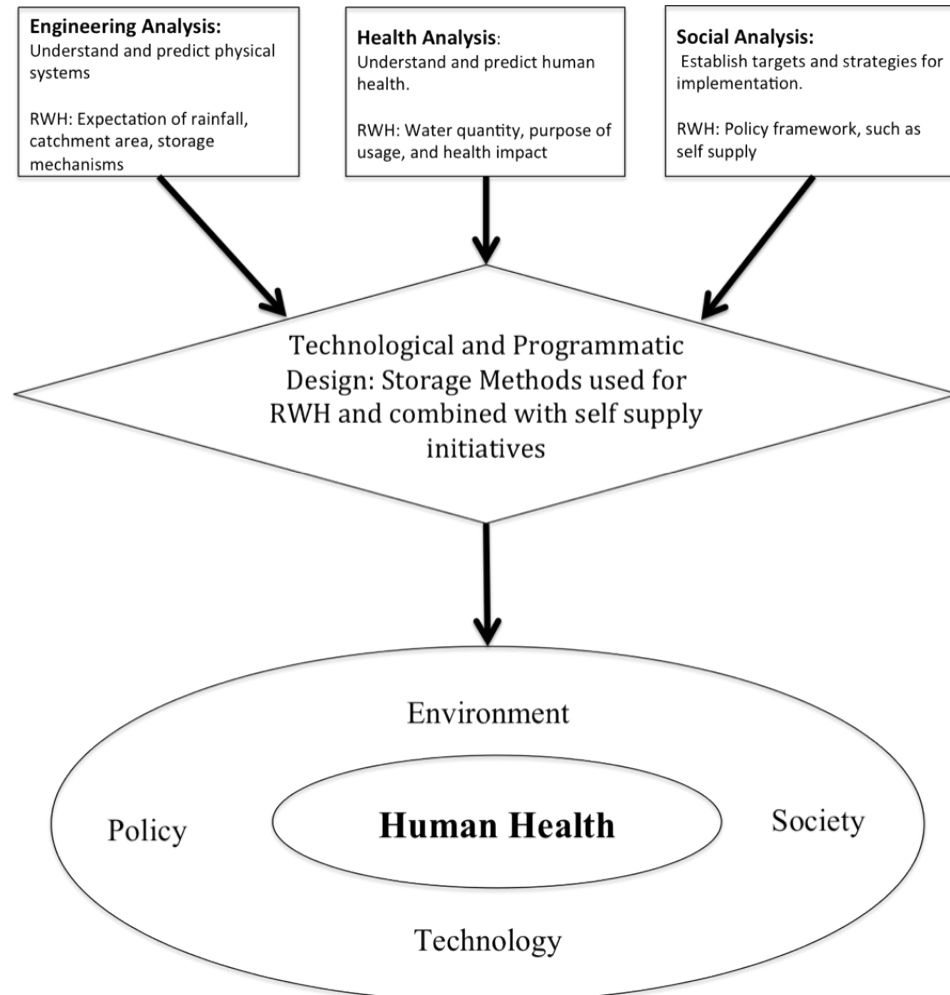 Engineering Analysis:
Understand and predict physical
systems
RWH: Expectation of rainfall,
catchment area, storage
mechanisms
Health Analysis:
Understand and predict human
health.
RWH: Water quantity, purpose of
usage, and health impact
Social Analysis:
Establish targets and strategies for
implementation.
RWH: Policy framework, such as
self supply
Technological and Programmatic
Design: Storage Methods used for
RWH and combined with self supply
initiatives
Environment
Policy
Human Health
Society
Technology